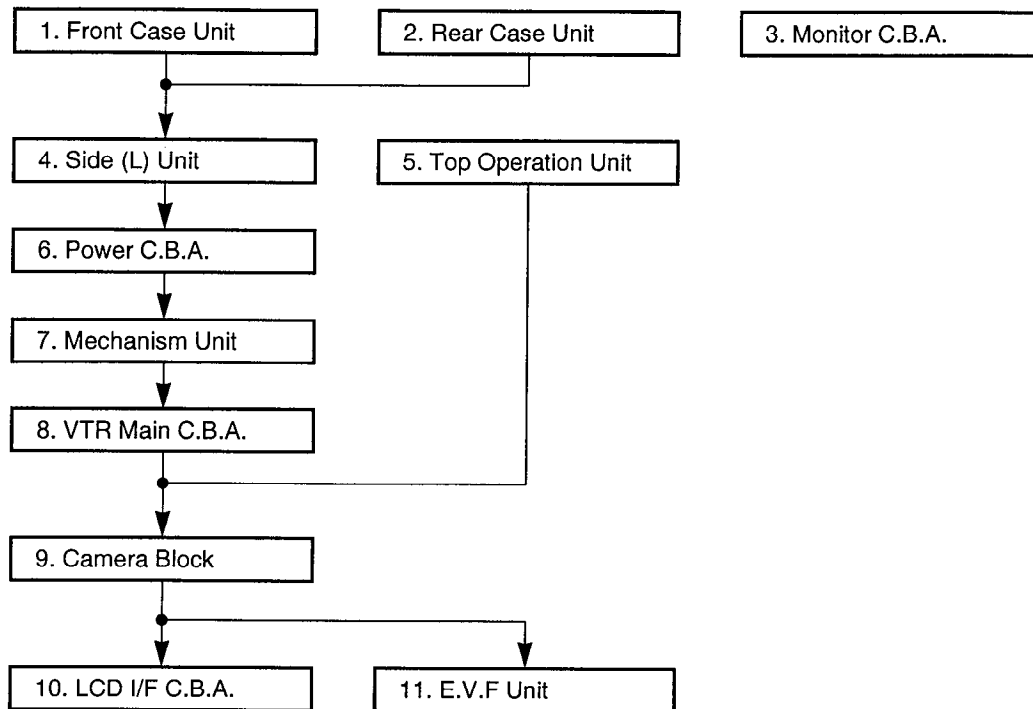 1. Front Case Unit
2. Rear Case Unit
3. Monitor C.B.A.
4. Side (L) Unit
5. Top Operation Unit
6. Power C.B.A.
7. Mechanism Unit
8. VTR Main C.B.A.
9. Camera Block
10. LCD I/F C.B.A.
11. E.V.F Unit